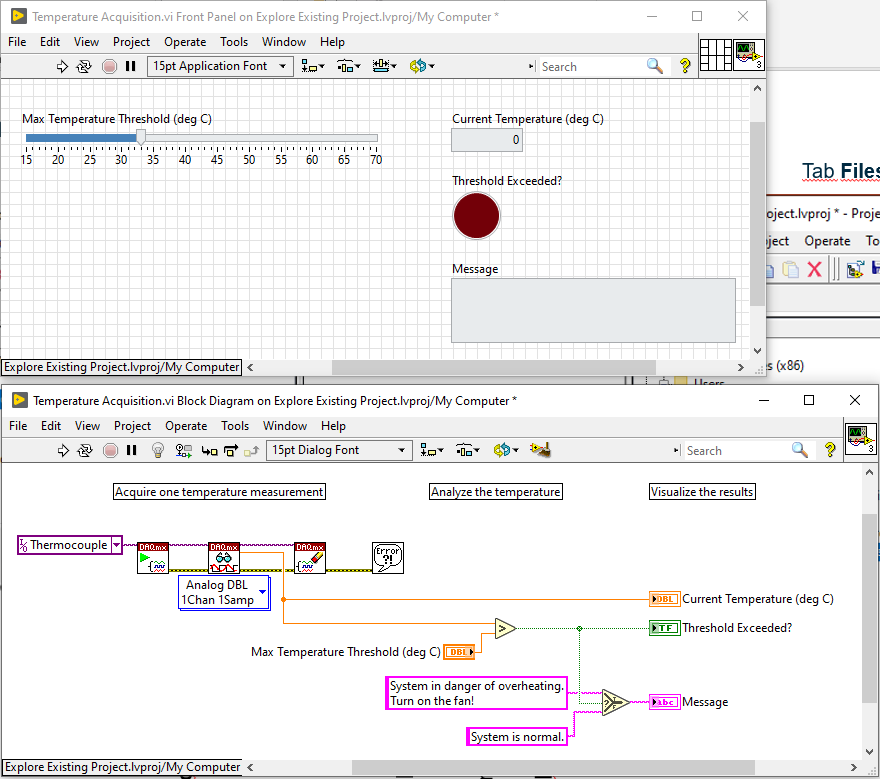 Temperature Acquisition.vi Front Panel on Explore Existing Project.lvproj/My Computer *
File Edit View Project Operate Tools Window Help
15pt Application Font
Search
?
3
Max Temperature Threshold (deg C)
15 20 25 30 35 40 45 50 55 60 65 70
Current Temperature (deg C)
0
Threshold Exceeded?
Message
Explore Existing Project.lvproj/My Computer
Tab Files
oject.lvproj * - Proje
ject Operate To
s (x86)
Users
Temperature Acquisition.vi Block Diagram on Explore Existing Project.lvproj/My Computer *
File Edit View Project Operate Tools Window Help
15pt Dialog Font
Search
?
3
Acquire one temperature measurement
Analyze the temperature
Visualize the results
Thermocouple
DAQmx
DAQmx
DAQmx
Error
?!
Analog DBL
1Chan 1Samp
DBL
Current Temperature (deg C)
>
TF
Threshold Exceeded?
Max Temperature Threshold (deg C)
DBL
System in danger of overheating.
Turn on the fan!
?
abc
Message
System is normal.
Explore Existing Project.lvproj/My Computer